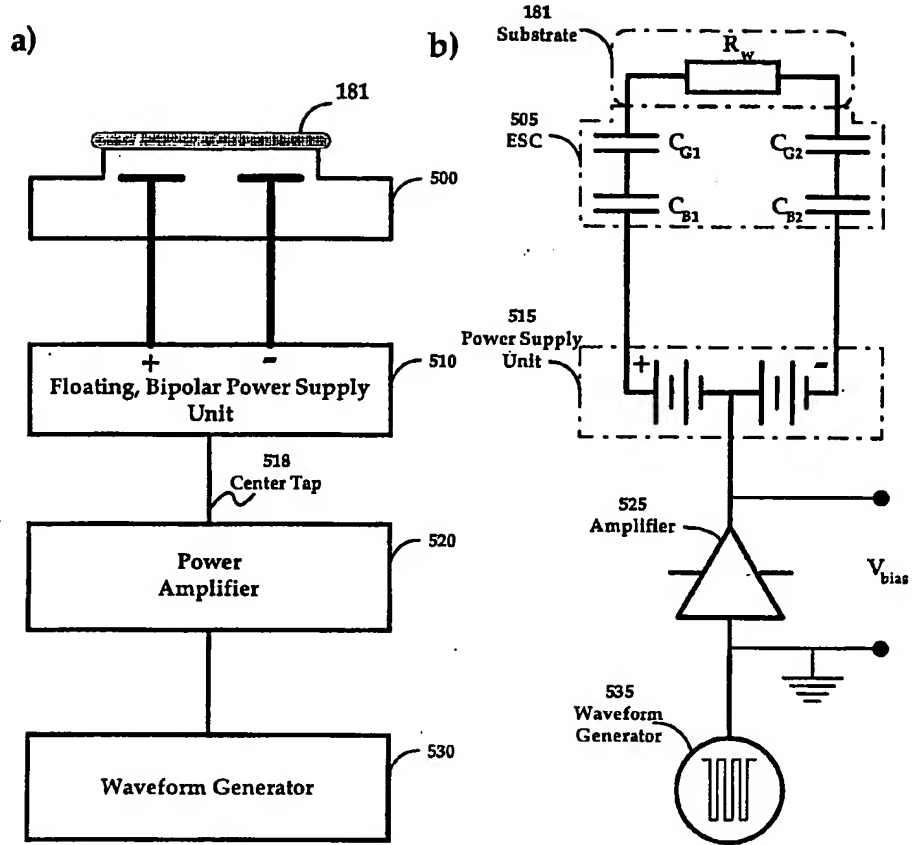 a)
181
500
+ -
Floating, Bipolar Power Supply
Unit
510
518
Center Tap
Power
Amplifier
520
Waveform Generator
530
b)
181
Substrate
R_w
505
ESC
C_G1
C_G2
C_B1
C_B2
515
Power Supply
Unit
+ -
525
Amplifier
V_bias
535
Waveform
Generator